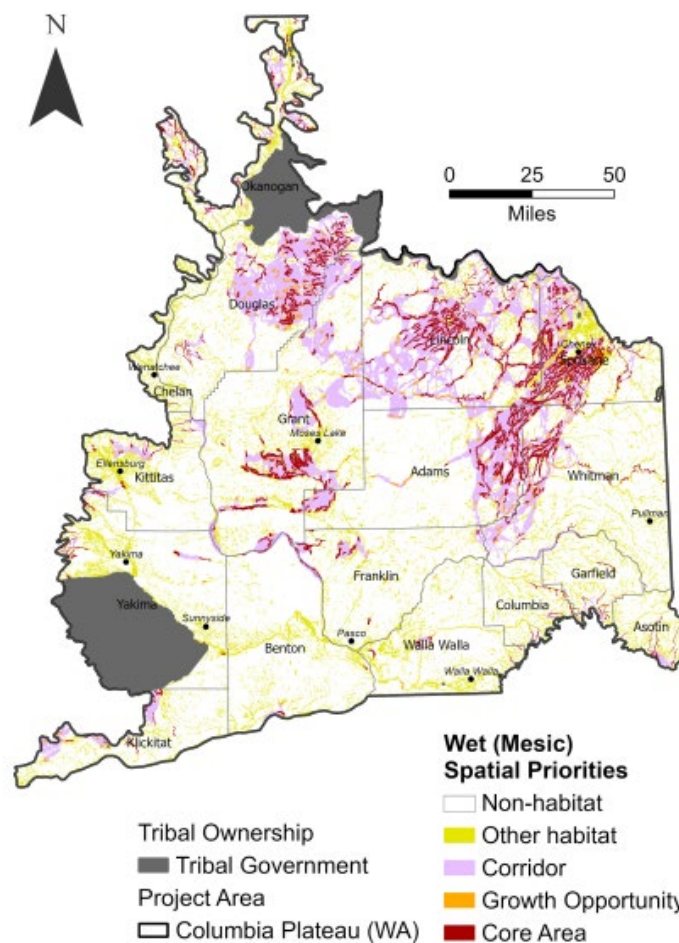 N
0 25 50
Miles
Okanogan
Douglas
Lincoln
Cheney
Spokane
Wenatchee
Chelan
Grant
Moses Lake
Ellensburg
Kittitas
Adams
Whitman
Pullman
Yakima
Yakima
Sunnyside
Franklin
Garfield
Columbia
Asotin
Benton
Pasco
Walla Walla
Walla Walla
Klickitat
Wet (Mesic)
Spatial Priorities
Non-habitat
Other habitat
Corridor
Growth Opportunity
Core Area
Tribal Ownership
Tribal Government
Project Area
Columbia Plateau (WA)